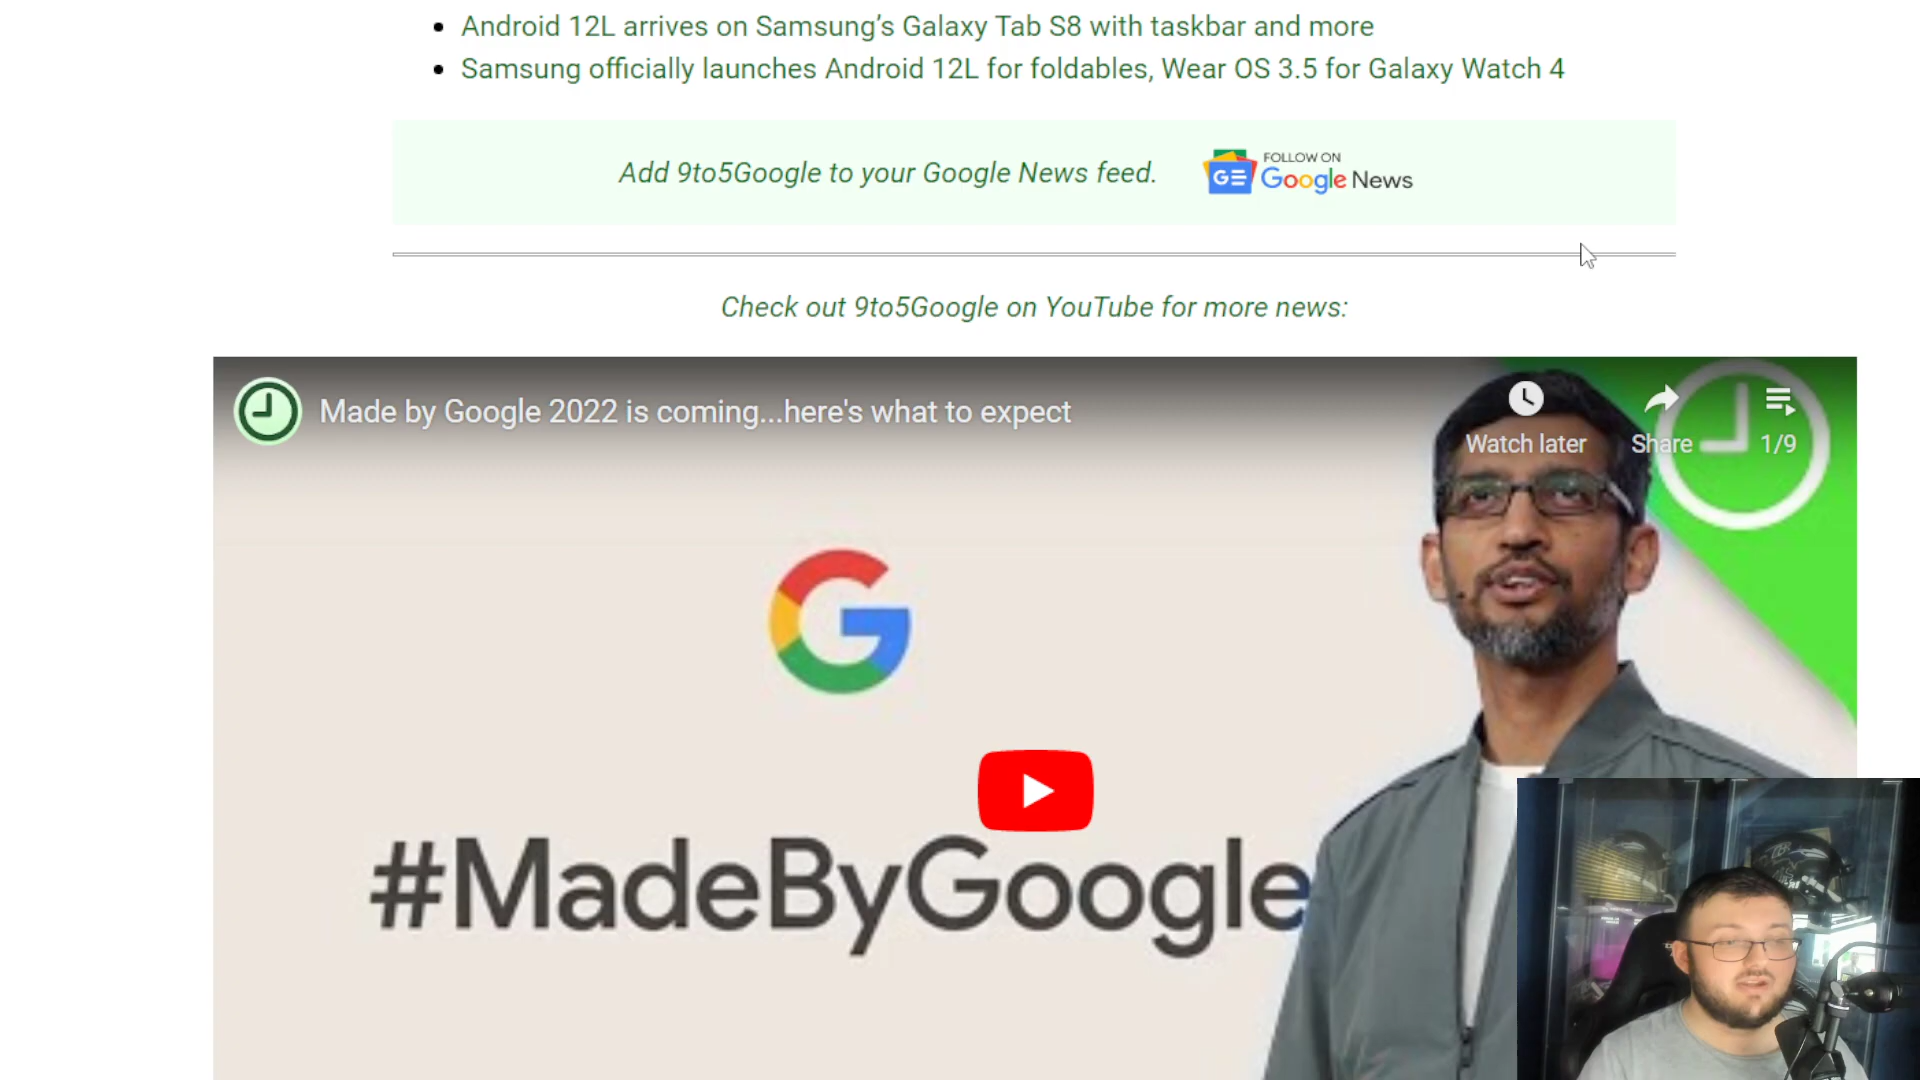 Android 12L arrives on Samsung’s Galaxy Tab S8 with taskbar and more
Samsung officially launches Android 12L for foldables, Wear OS 3.5 for Galaxy Watch 4
Add 9to5Google to your Google News feed.
FOLLOW ON
Google News
Check out 9to5Google on YouTube for more news:
Made by Google 2022 is coming...here's what to expect
Watch later
Share
1/9
#MadeByGoogle